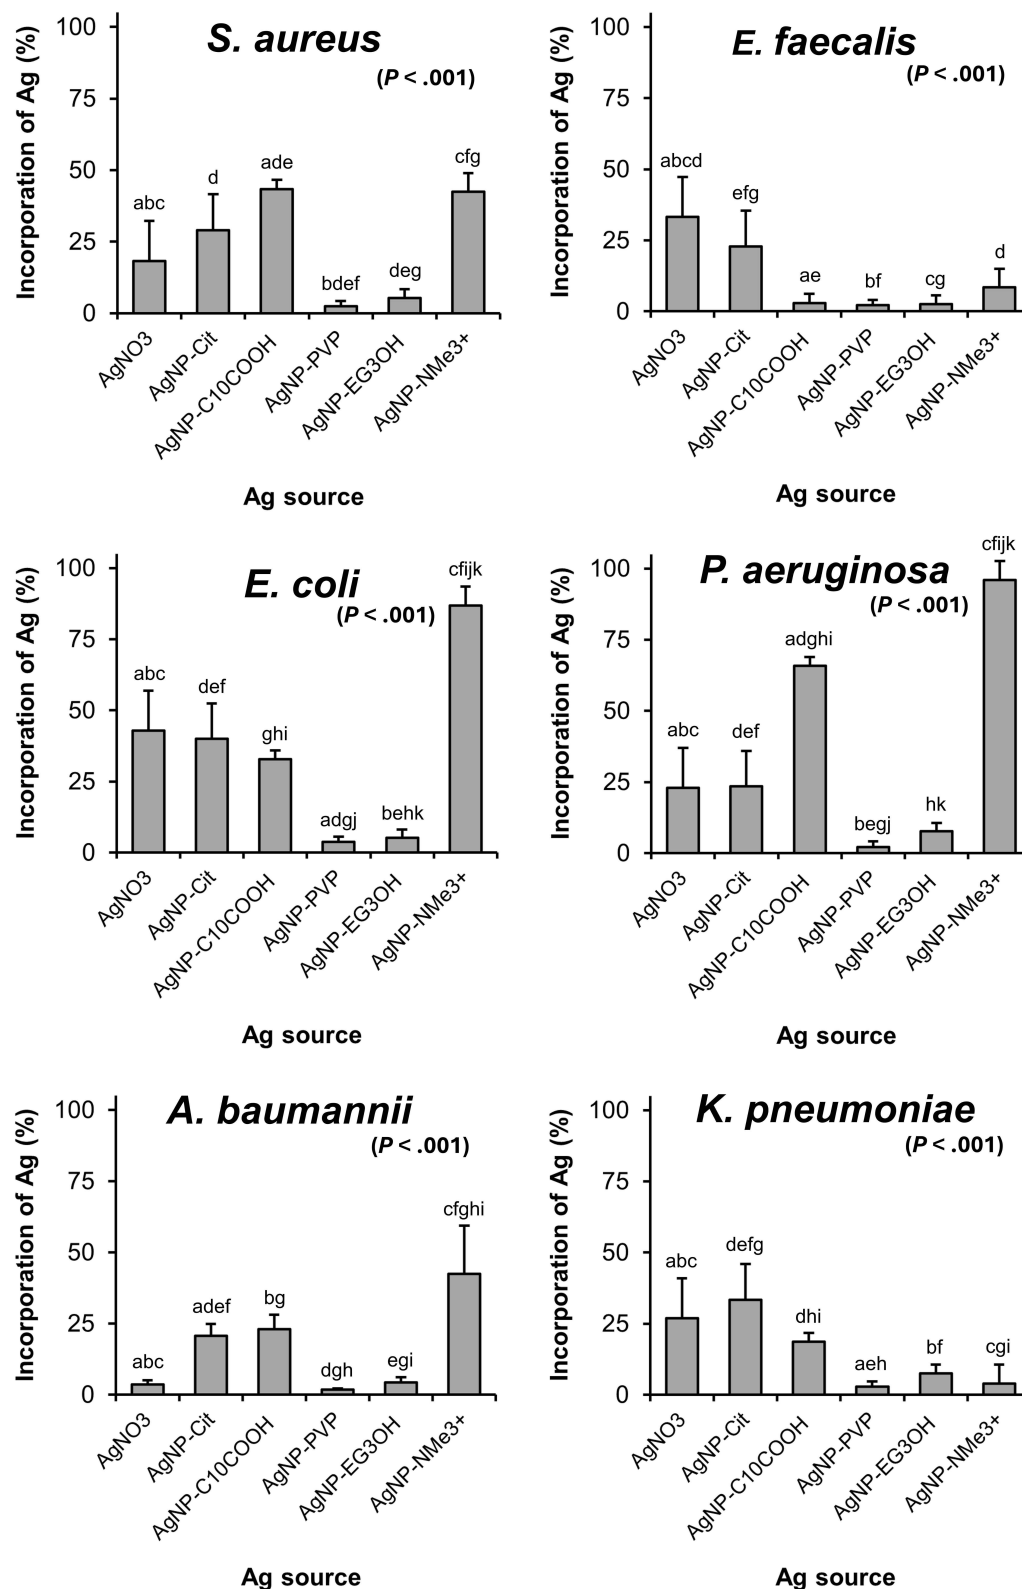 S. aureus
(P < .001)
Incorporation of Ag (%)
100
75
50
25
0
abc
d
ade
bdef
deg
cfg
AgNO3
AgNP-Cit
AgNP-C10COOH
AgNP-PVP
AgNP-EG3OH
AgNP-NMe3+
Ag source
E. faecalis
(P < .001)
Incorporation of Ag (%)
100
75
50
25
0
abcd
efg
ae
bf
cg
d
AgNO3
AgNP-Cit
AgNP-C10COOH
AgNP-PVP
AgNP-EG3OH
AgNP-NMe3+
Ag source
E. coli
(P < .001)
Incorporation of Ag (%)
100
75
50
25
0
abc
def
ghi
adgj
behk
cfijk
AgNO3
AgNP-Cit
AgNP-C10COOH
AgNP-PVP
AgNP-EG3OH
AgNP-NMe3+
Ag source
P. aeruginosa
(P < .001)
Incorporation of Ag (%)
100
75
50
25
0
abc
def
adghi
begj
hk
cfijk
AgNO3
AgNP-Cit
AgNP-C10COOH
AgNP-PVP
AgNP-EG3OH
AgNP-NMe3+
Ag source
A. baumannii
(P < .001)
Incorporation of Ag (%)
100
75
50
25
0
abc
adef
bg
dgh
egi
cfghi
AgNO3
AgNP-Cit
AgNP-C10COOH
AgNP-PVP
AgNP-EG3OH
AgNP-NMe3+
Ag source
K. pneumoniae
(P < .001)
Incorporation of Ag (%)
100
75
50
25
0
abc
defg
dhi
aeh
bf
cgi
AgNO3
AgNP-Cit
AgNP-C10COOH
AgNP-PVP
AgNP-EG3OH
AgNP-NMe3+
Ag source